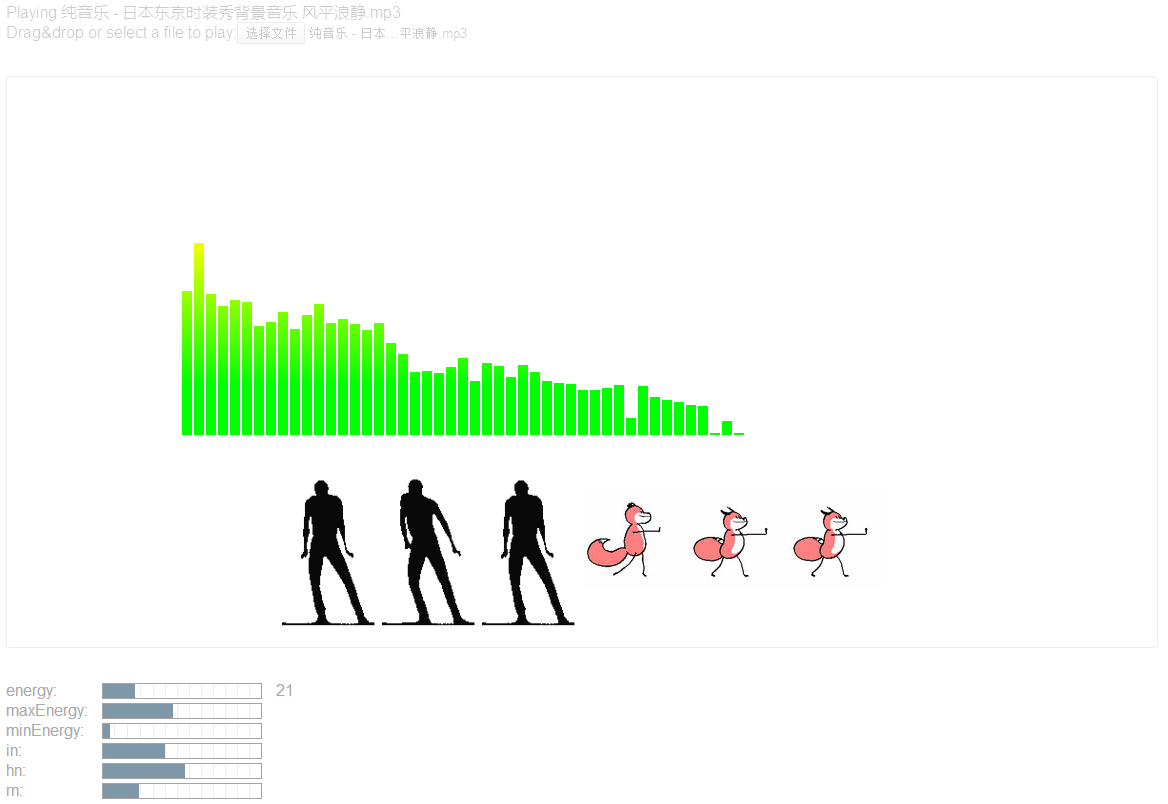 Playing 纯音乐 - 日本东京时装秀背景音乐 风平浪静.mp3
Drag&drop or select a file to play: 选择文件 纯音乐 - 日本...平浪静.mp3
energy: 21
maxEnergy:
minEnergy:
in:
hn:
rn: